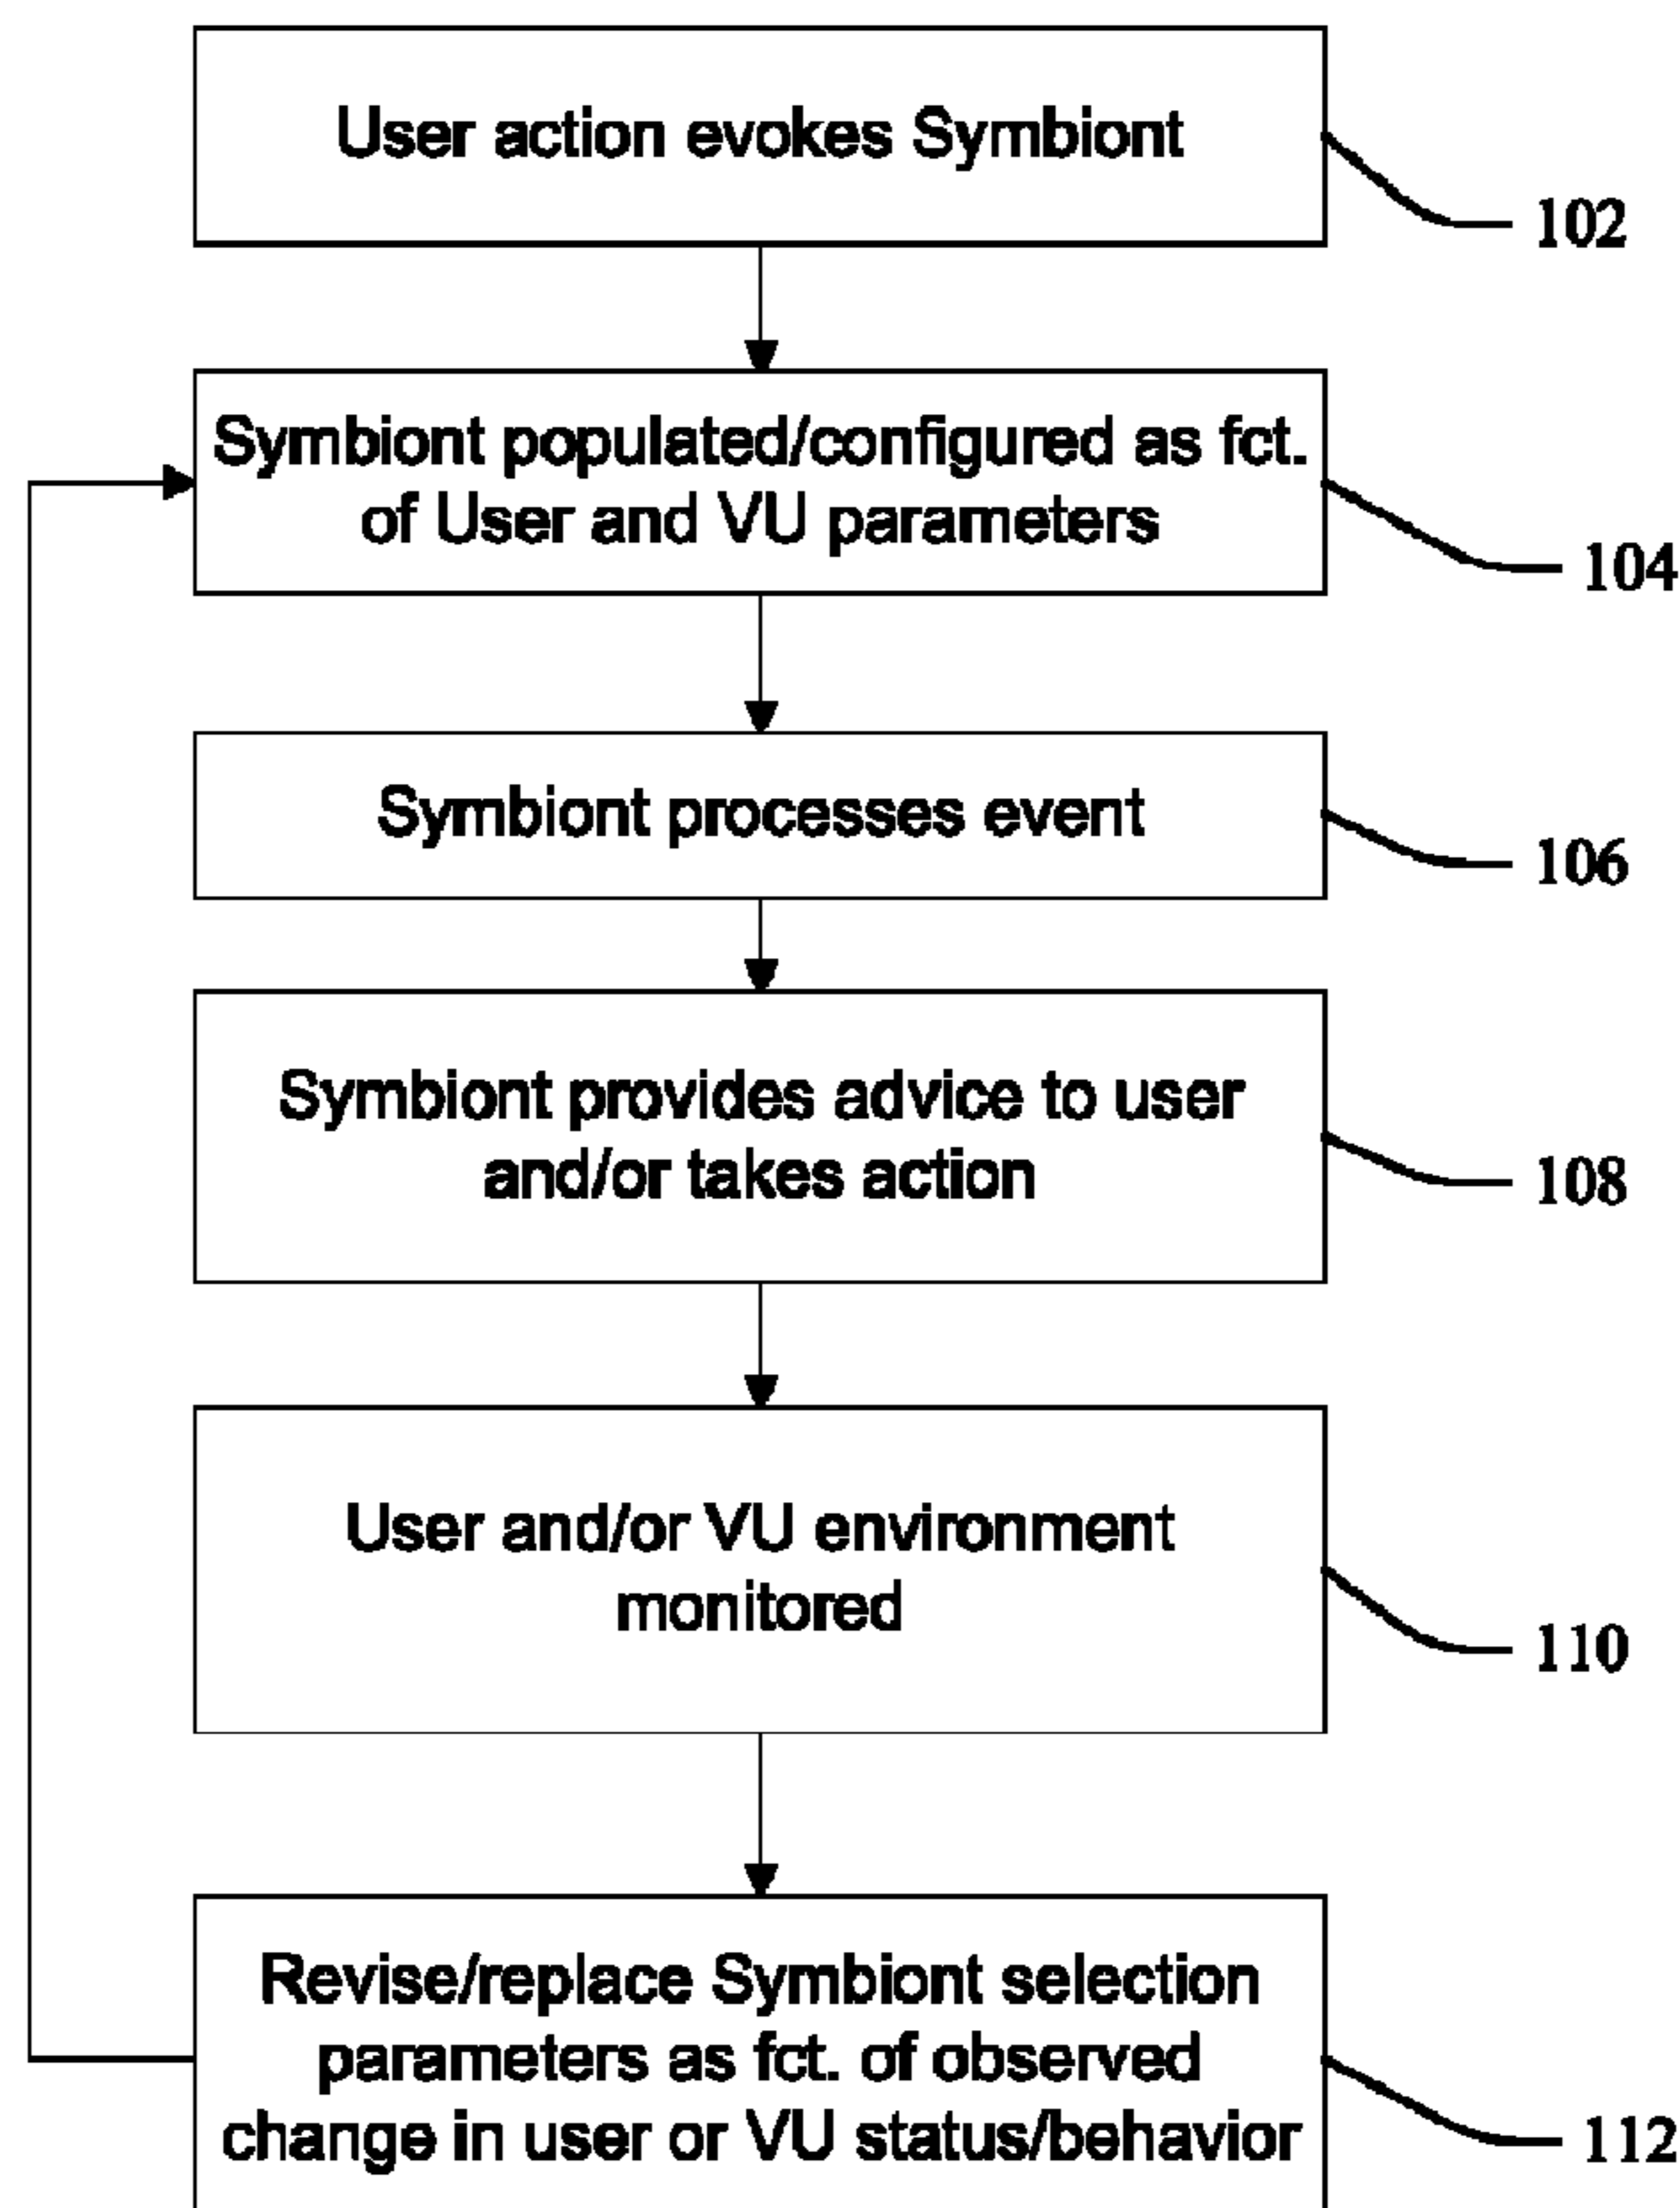 User action evokes Symbiont
102
Symbiont populated/configured as fct.
of User and VU parameters
104
Symbiont processes event
106
Symbiont provides advice to user
and/or takes action
108
User and/or VU environment
monitored
110
Revise/replace Symbiont selection
parameters as fct. of observed
change in user or VU status/behavior
112